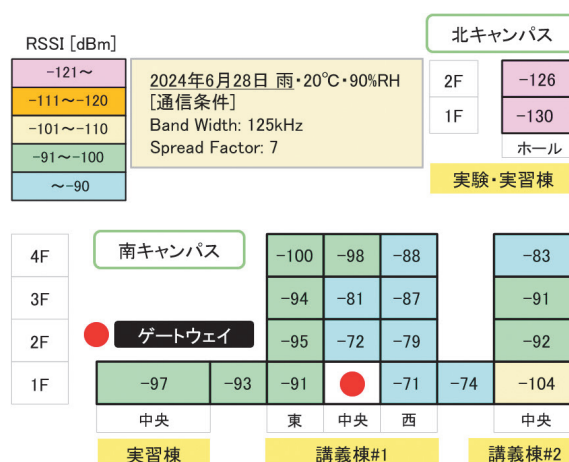 RSSI [dBm]
-121~
-111~-120
-101~-110
-91~-100
~-90
2024年6月28日 雨・20℃・90%RH
[通信条件]
Band Width: 125kHz
Spread Factor: 7
北キャンパス
2F -126
1F -130
ホール
実験・実習棟
南キャンパス
4F -100 -98 -88 -83
3F -94 -81 -87 -91
ゲートウェイ
2F -95 -72 -79 -92
1F -97 -93 -91 -71 -74 -104
中央 東 中央 西 中央
実習棟 講義棟#1 講義棟#2